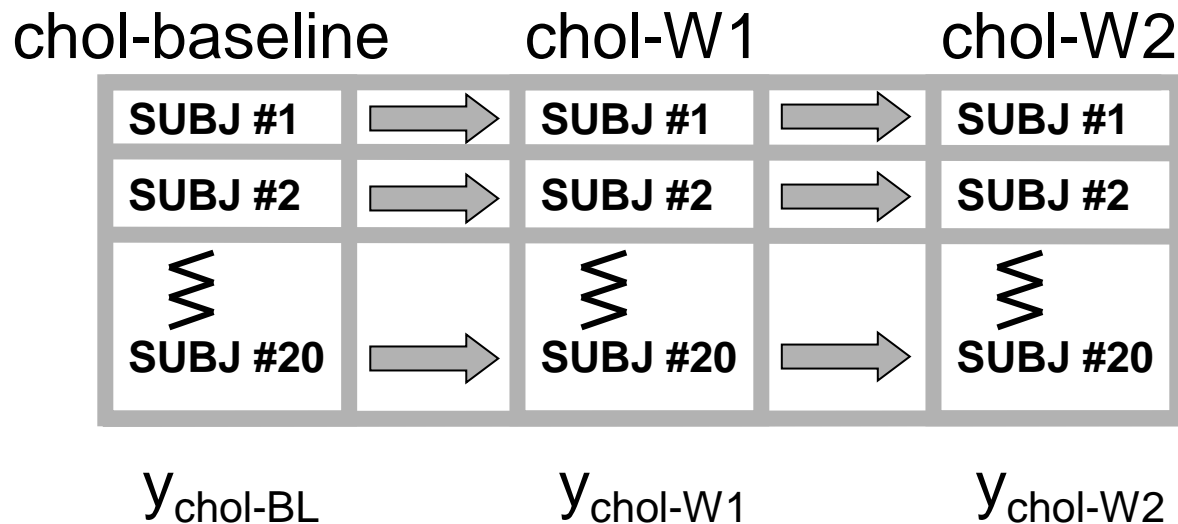 chol-baseline chol-W1 chol-W2
SUBJ #1 SUBJ #1 SUBJ #1
SUBJ #2 SUBJ #2 SUBJ #2
SUBJ #20 SUBJ #20 SUBJ #20
ychol-BL ychol-W1 ychol-W2